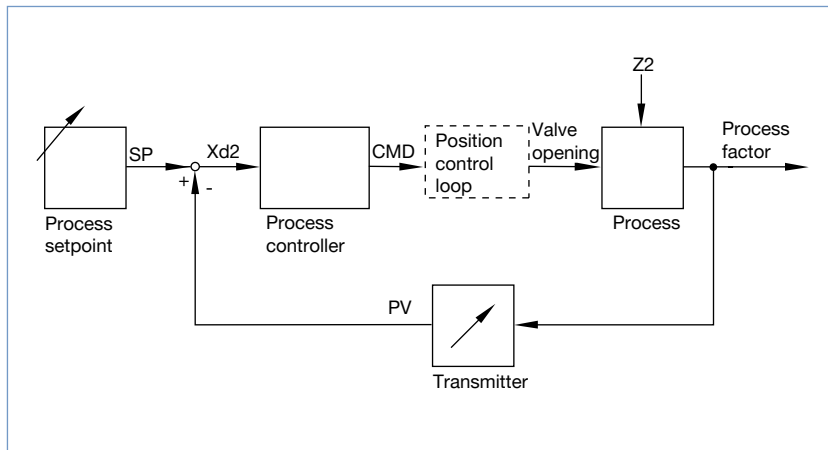 Z2
SP
+
-
Xd2
CMD
Position
control
loop
Valve
opening
Process
factor
Process
setpoint
Process
controller
Process
PV
Transmitter